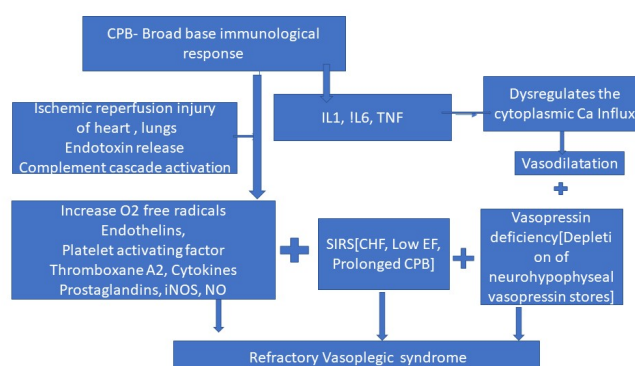 CPB- Broad base immunological
response
Ischemic reperfusion injury
of heart , lungs
Endotoxin release
Complement cascade activation
IL1, !L6, TNF
Dysregulates the
cytoplasmic Ca Influx
Vasodilatation
Increase O2 free radicals
Endothelins,
Platelet activating factor
Thromboxane A2, Cytokines
Prostaglandins, iNOS, NO
SIRS[CHF, Low EF,
Prolonged CPB]
Vasopressin
deficiency[Depleti
on of
neurohypophyseal
vasopressin stores]
Refractory Vasoplegic syndrome